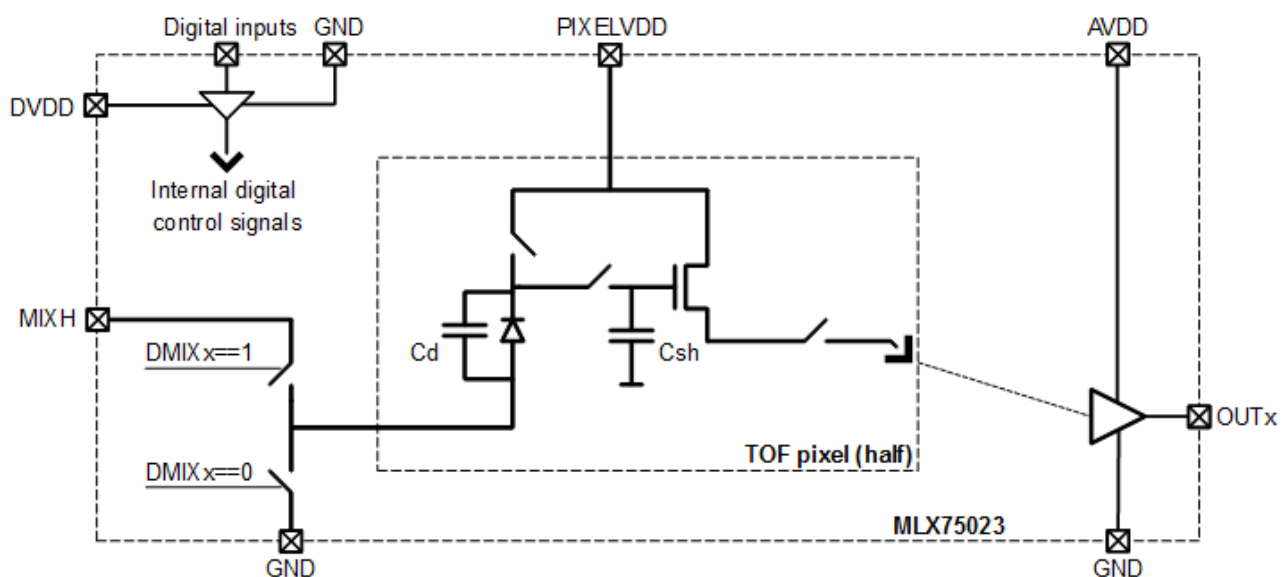 Digital inputs
GND
PIXELVDD
AVDD
DVDD
Internal digital
control signals
MIXH
DMIXx==1
Cd
Csh
OUTx
DMIXx==0
TOF pixel (half)
MLX75023
GND
GND